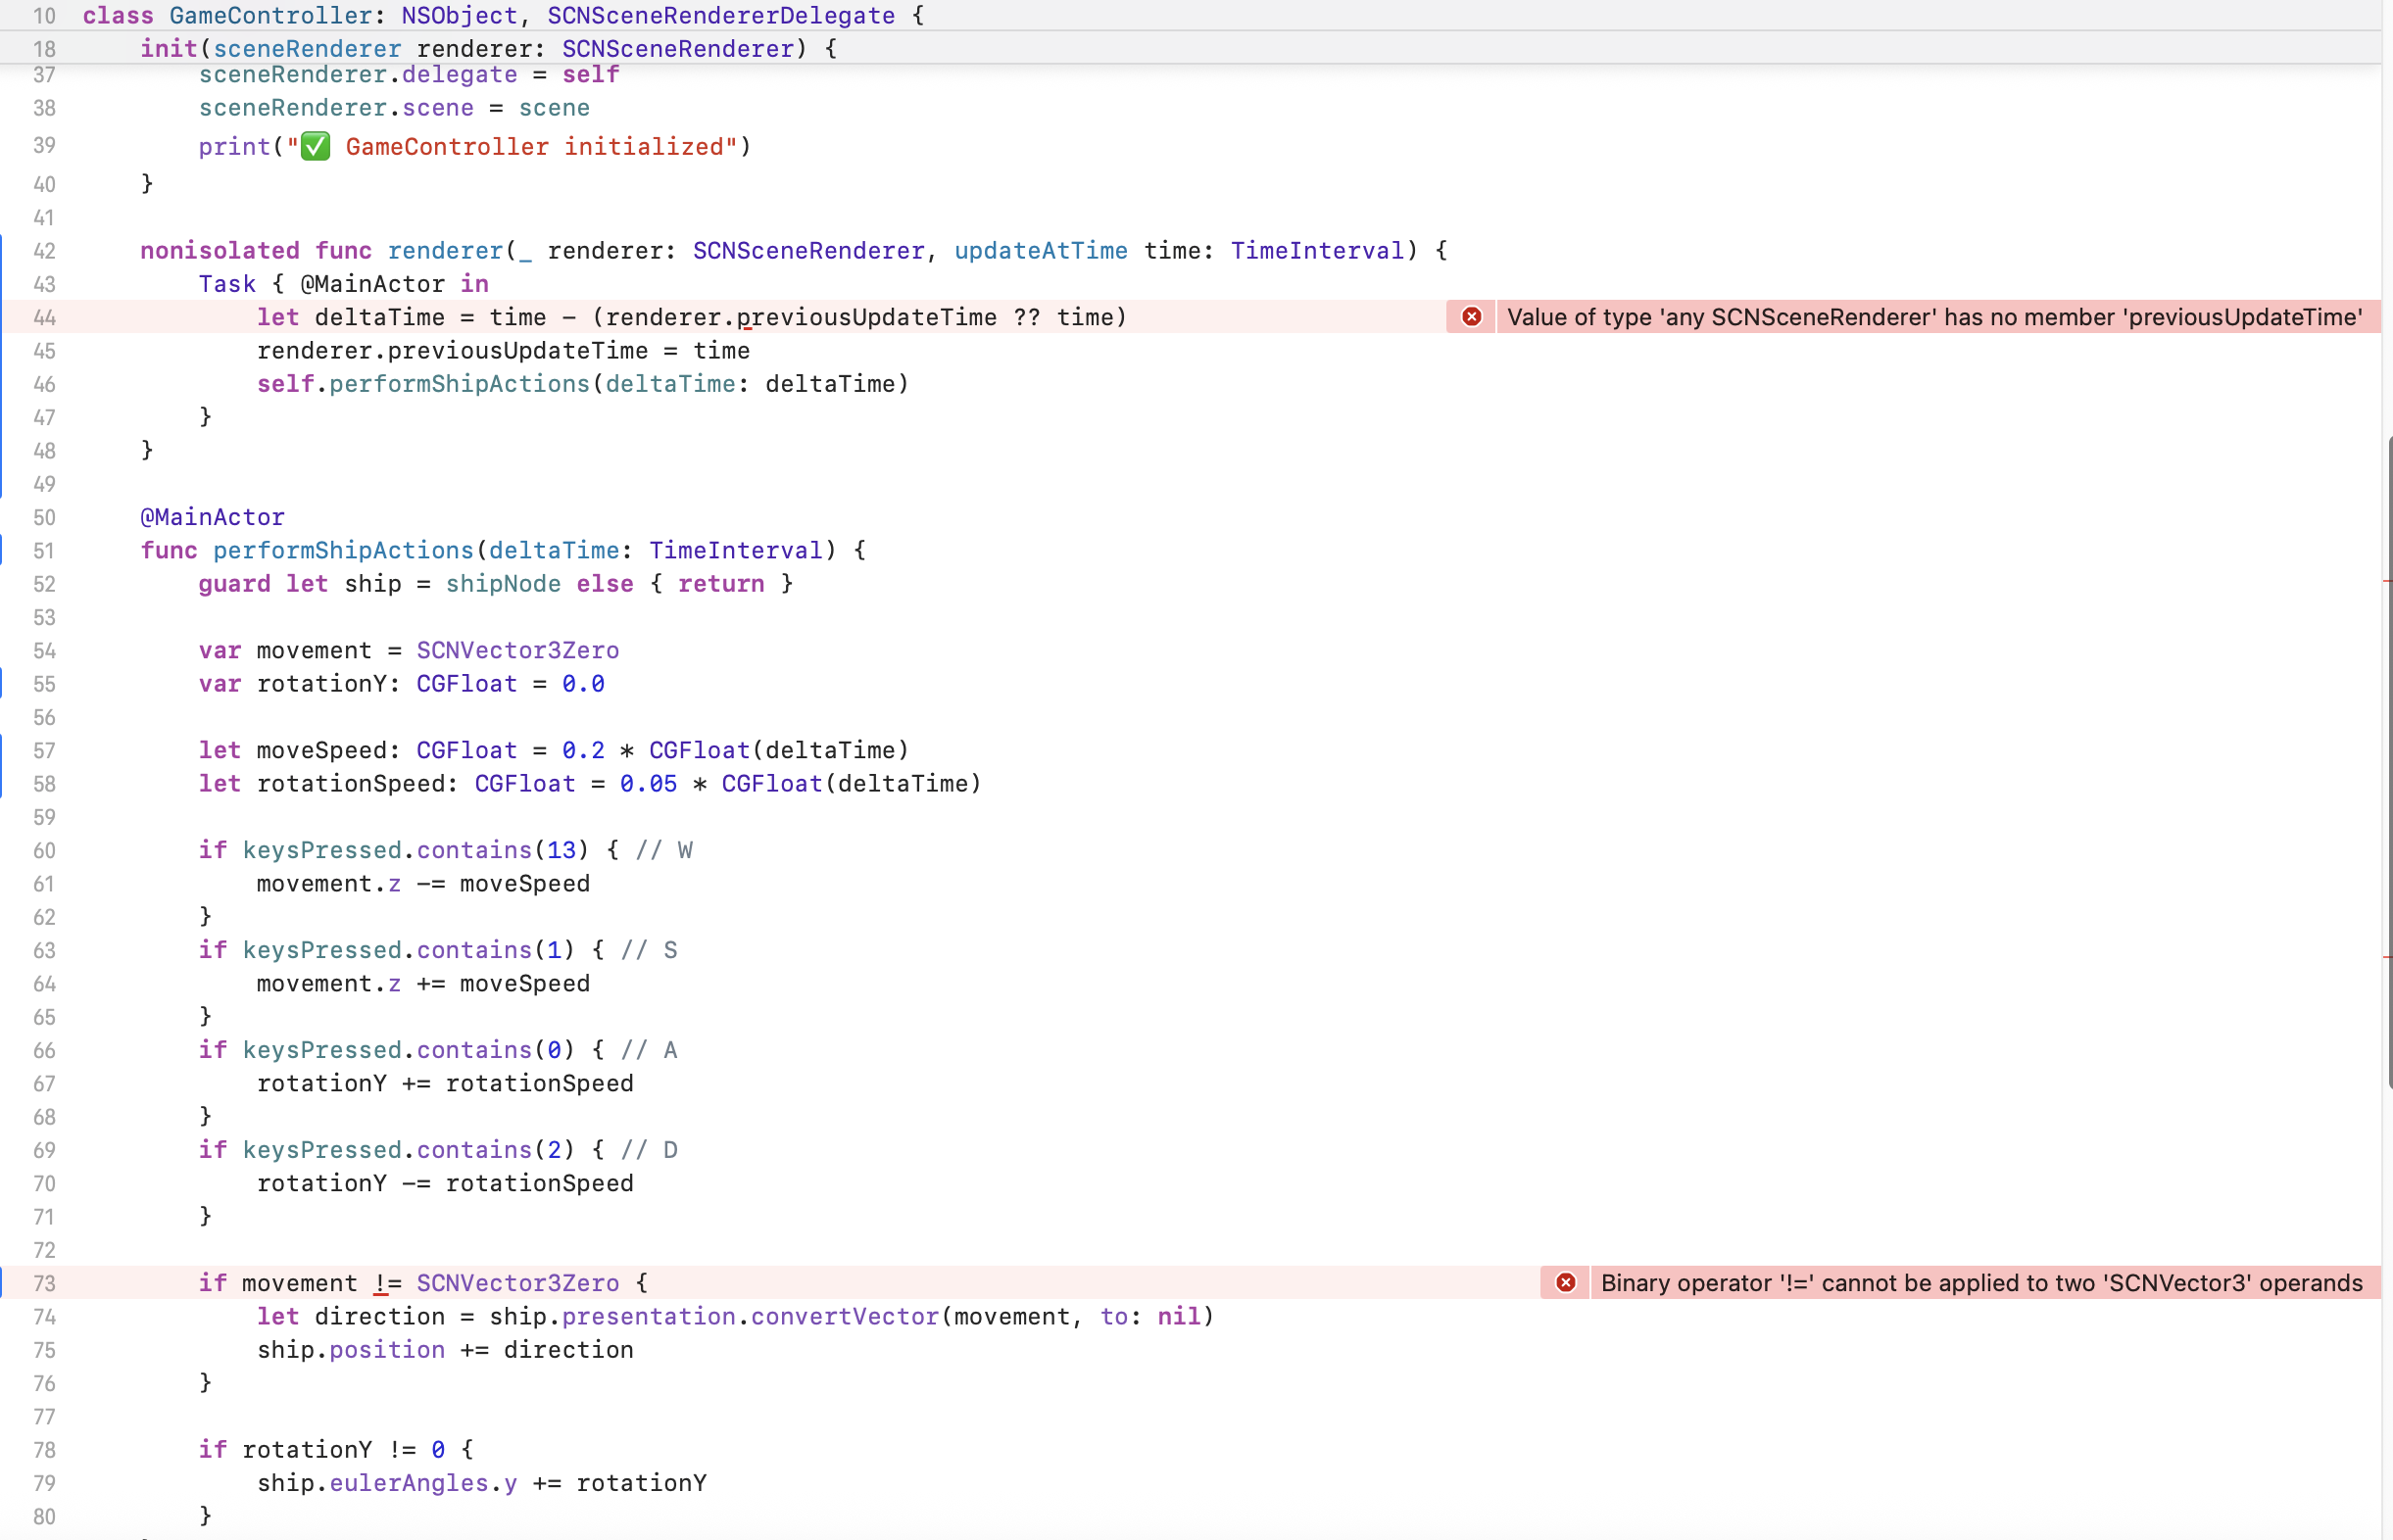 10 class GameController: NSObject, SCNSceneRendererDelegate {
18 init(sceneRenderer renderer: SCNSceneRenderer) {
37 sceneRenderer.delegate = self
38 sceneRenderer.scene = scene
39 print("✅ GameController initialized")
40 }
41
42 nonisolated func renderer(_ renderer: SCNSceneRenderer, updateAtTime time: TimeInterval) {
43 Task { @MainActor in
44 let deltaTime = time - (renderer.previousUpdateTime ?? time) Value of type 'any SCNSceneRenderer' has no member 'previousUpdateTime'
45 renderer.previousUpdateTime = time
46 self.performShipActions(deltaTime: deltaTime)
47 }
48 }
49
50 @MainActor
51 func performShipActions(deltaTime: TimeInterval) {
52 guard let ship = shipNode else { return }
53
54 var movement = SCNVector3Zero
55 var rotationY: CGFloat = 0.0
56
57 let moveSpeed: CGFloat = 0.2 * CGFloat(deltaTime)
58 let rotationSpeed: CGFloat = 0.05 * CGFloat(deltaTime)
59
60 if keysPressed.contains(13) { // W
61 movement.z -= moveSpeed
62 }
63 if keysPressed.contains(1) { // S
64 movement.z += moveSpeed
65 }
66 if keysPressed.contains(0) { // A
67 rotationY += rotationSpeed
68 }
69 if keysPressed.contains(2) { // D
70 rotationY -= rotationSpeed
71 }
72
73 if movement != SCNVector3Zero { Binary operator '!=' cannot be applied to two 'SCNVector3' operands
74 let direction = ship.presentation.convertVector(movement, to: nil)
75 ship.position += direction
76 }
77
78 if rotationY != 0 {
79 ship.eulerAngles.y += rotationY
80 }